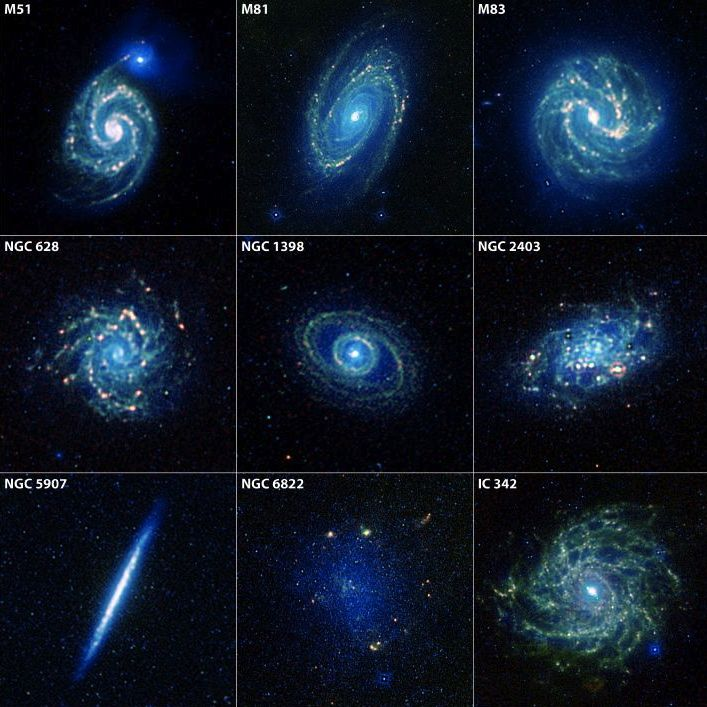 M51
M81
M83
NGC 628
NGC 1398
NGC 2403
NGC 5907
NGC 6822
IC 342